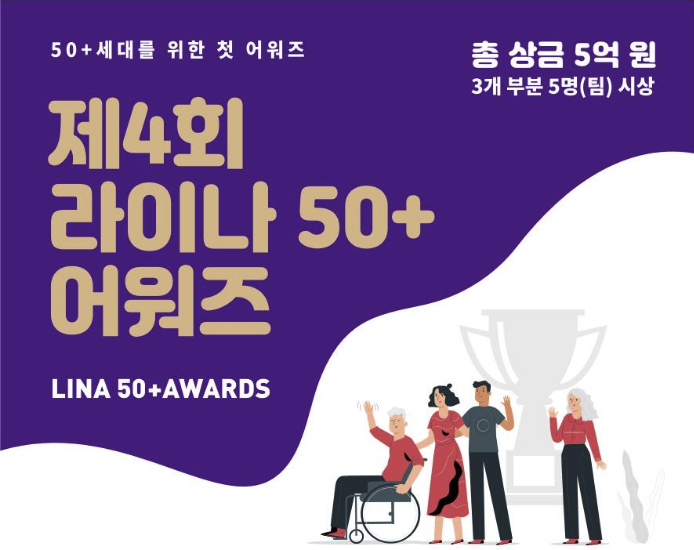 50+세대를 위한 첫 어워즈
총 상금 5억 원
3개 부분 5명(팀) 시상
제4회
라이나 50+
어워즈
LINA 50+AWARDS